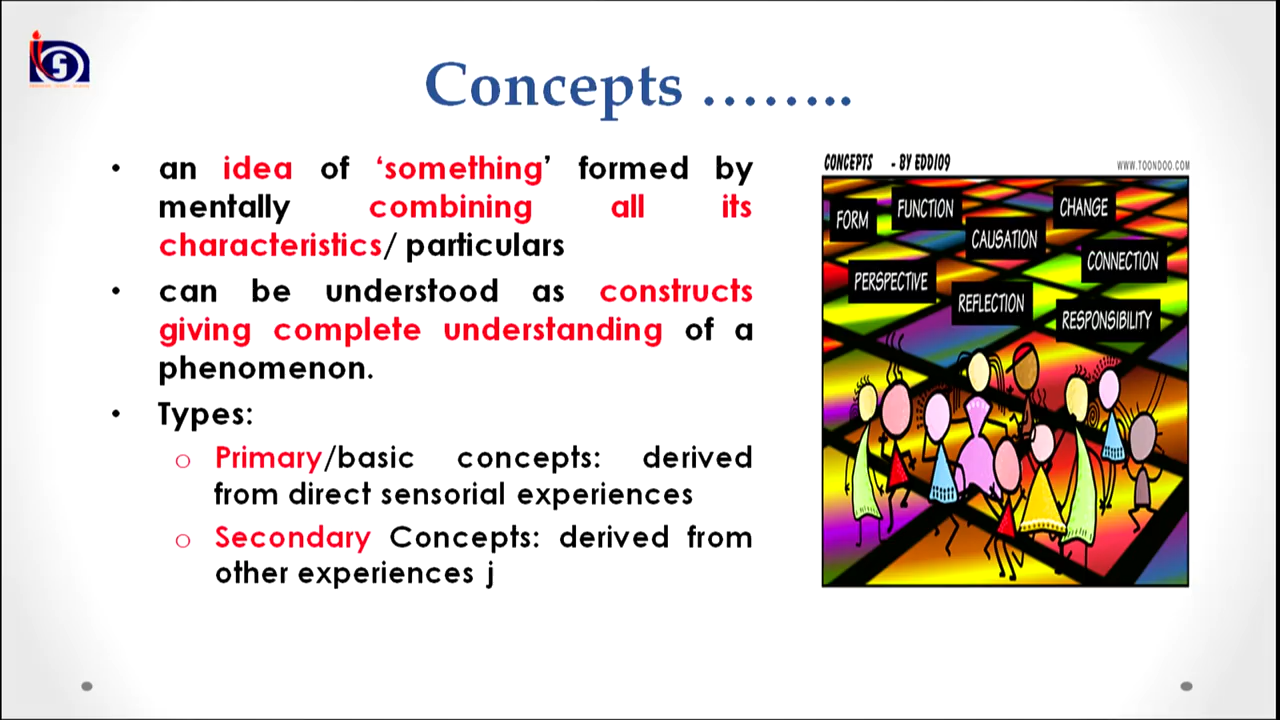 Concepts ........
• an idea of ‘something’ formed by
mentally combining all its
characteristics/ particulars
• can be understood as constructs
giving complete understanding of a
phenomenon.
• Types:
o Primary/basic concepts: derived
from direct sensorial experiences
o Secondary Concepts: derived from
other experiences j
CONCEPTS - BY EDD109
WWW.TOONDOO.COM
FORM
FUNCTION
CHANGE
CAUSATION
CONNECTION
PERSPECTIVE
REFLECTION
RESPONSIBILITY